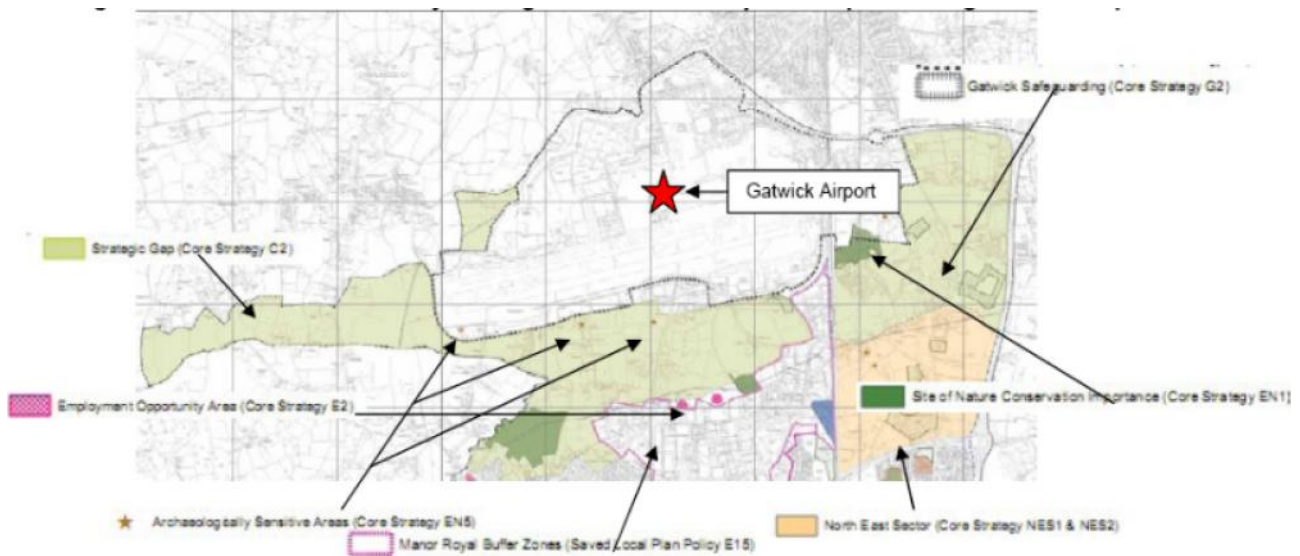 Gatwick Safeguarding (Core Strategy G2)
Gatwick Airport
Strategic Gap (Core Strategy C2)
Employment Opportunity Area (Core Strategy E2)
Site of Nature Conservation Importance (Core Strategy EN1)
Archaeologically Sensitive Areas (Core Strategy EN5)
North East Sector (Core Strategy NES1 & NES2)
Manor Royal Buffer Zones (Saved Local Plan Policy E15)